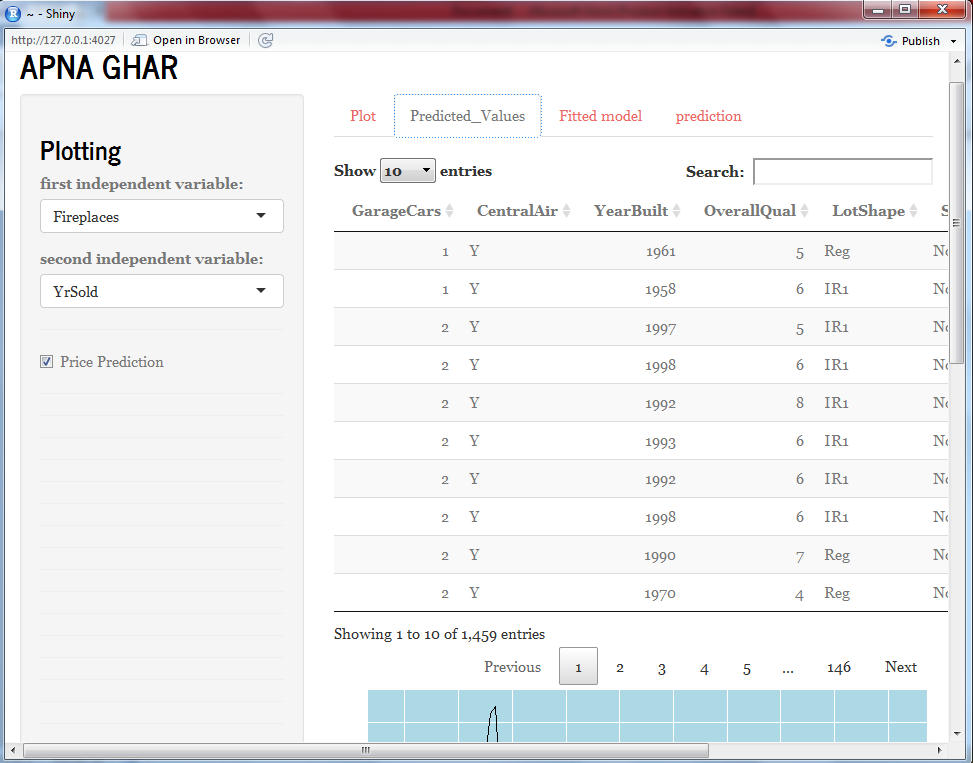 ~ - Shiny
http://127.0.0.1:4027 Open in Browser Publish
APNA GHAR
Plotting
first independent variable:
Fireplaces
second independent variable:
YrSold
Price Prediction
Plot Predicted_Values Fitted model prediction
Show 10 entries Search:
GarageCars CentralAir YearBuilt OverallQual LotShape S
1 Y 1961 5 Reg No
1 Y 1958 6 IR1 No
2 Y 1997 5 IR1 No
2 Y 1998 6 IR1 No
2 Y 1992 8 IR1 No
2 Y 1993 6 IR1 No
2 Y 1992 6 IR1 No
2 Y 1998 6 IR1 No
2 Y 1990 7 Reg No
2 Y 1970 4 Reg No
Showing 1 to 10 of 1,459 entries
Previous 1 2 3 4 5 ... 146 Next